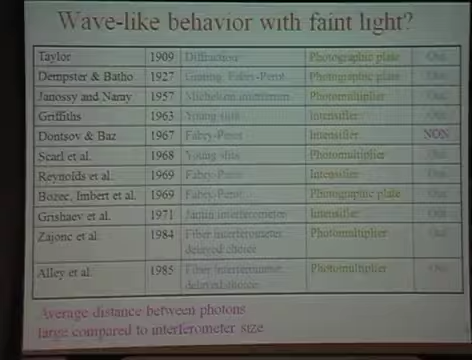 Wave-like behavior with faint light?
Taylor 1909 Diffraction Photographic plate Oui
Dempster & Batho 1927 Grating, Fabry-Perot Photographic plate Oui
Janossy and Naray 1957 Michelson interferom Photomultiplier Oui
Griffiths 1963 Young slits Intensifier Oui
Dontsov & Baz 1967 Fabry-Perot Intensifier NON
Scarl et al. 1968 Young slits Photomultiplier Oui
Reynolds et al. 1969 Fabry-Perot Intensifier Oui
Bozec, Imbert et al. 1969 Fabry-Perot Photographic plate Oui
Grishaev et al. 1971 Jamin interferometer Intensifier Oui
Zajonc et al. 1984 Fiber interferometer Photomultiplier Oui
delayed choice
Alley et al. 1985 Fiber interferometer Photomultiplier Oui
delayed choice
Average distance between photons
large compared to interferometer size